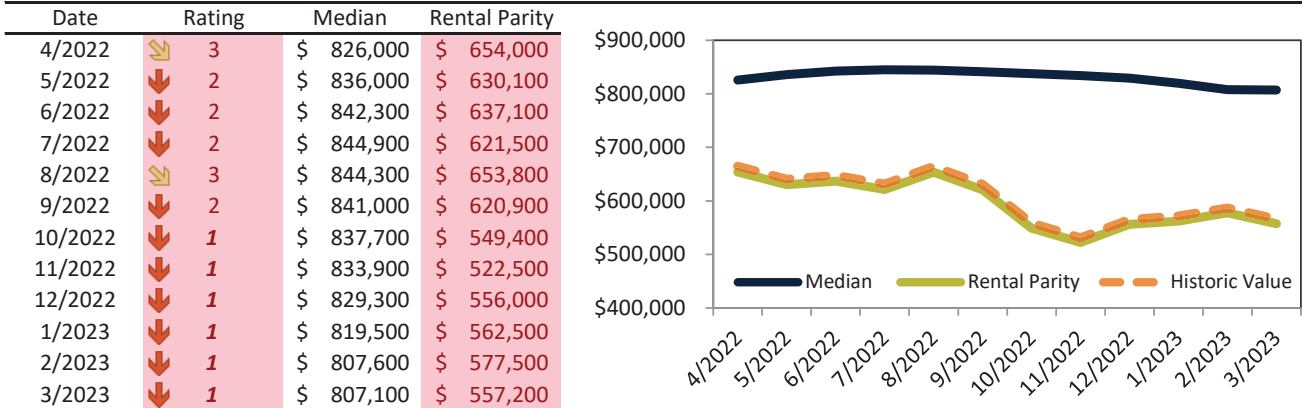 Date Rating Median Rental Parity
4/2022 3 $ 826,000 $ 654,000
5/2022 2 $ 836,000 $ 630,100
6/2022 2 $ 842,300 $ 637,100
7/2022 2 $ 844,900 $ 621,500
8/2022 3 $ 844,300 $ 653,800
9/2022 2 $ 841,000 $ 620,900
10/2022 1 $ 837,700 $ 549,400
11/2022 1 $ 833,900 $ 522,500
12/2022 1 $ 829,300 $ 556,000
1/2023 1 $ 819,500 $ 562,500
2/2023 1 $ 807,600 $ 577,500
3/2023 1 $ 807,100 $ 557,200
$900,000
$800,000
$700,000
$600,000
$500,000
$400,000
Median Rental Parity Historic Value
4/2022 5/2022 6/2022 7/2022 8/2022 9/2022 10/2022 11/2022 12/2022 1/2023 2/2023 3/2023